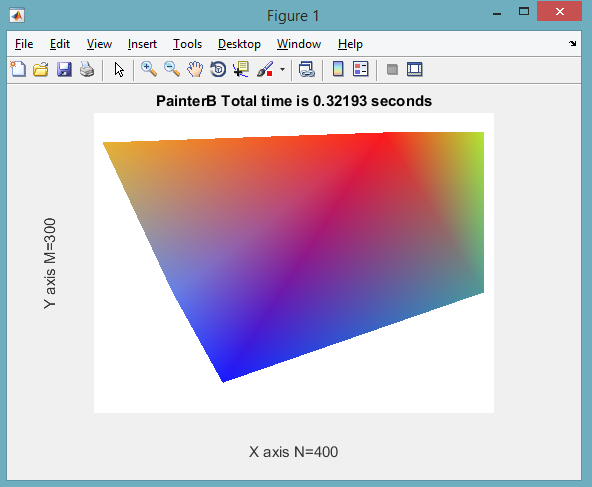 Figure 1
File Edit View Insert Tools Desktop Window Help
PainterB Total time is 0.32193 seconds
Y axis M=300
X axis N=400